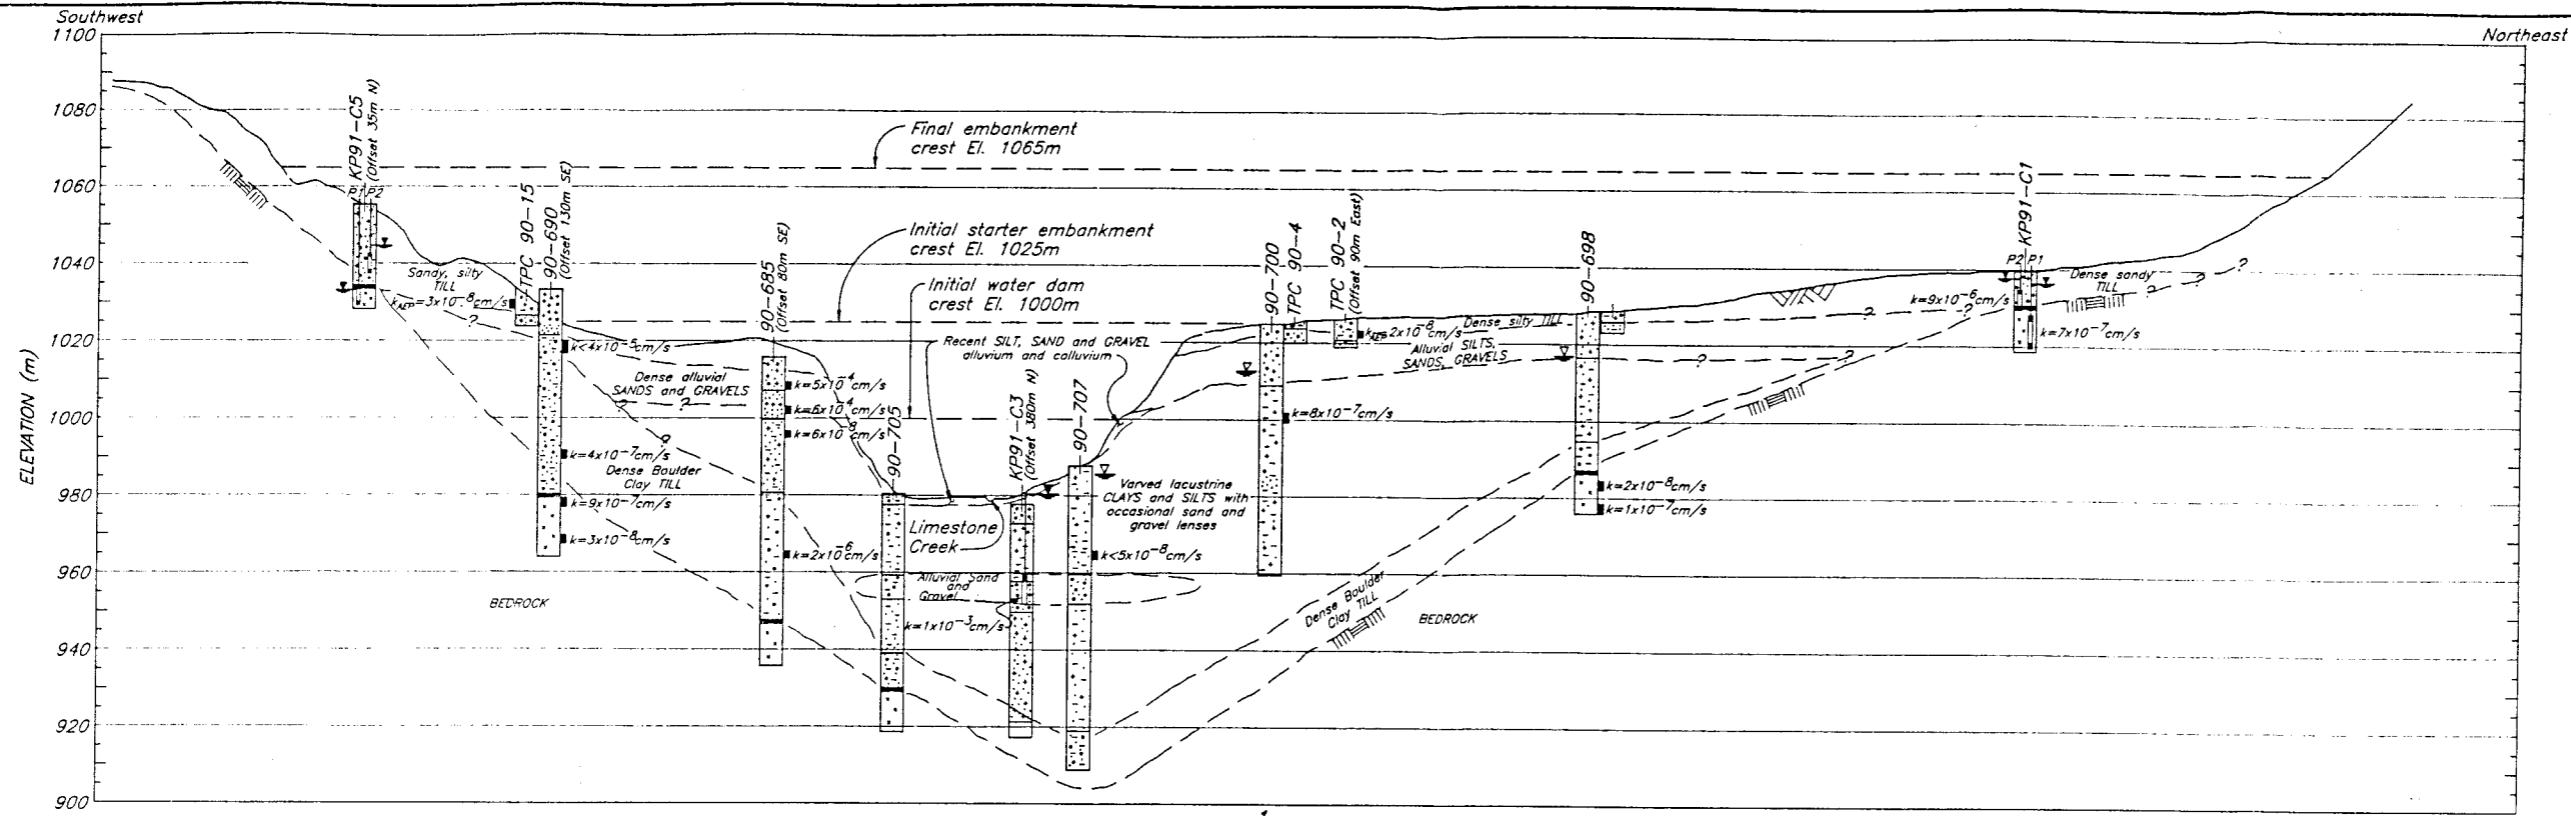 Southwest
Northeast
1100
1080
1060
1040
1020
1000
980
960
940
920
900
ELEVATION (m)
KP91-C5
(Offset 35m N)
P1 P2
TPC 90-15
90-690
(Offset 130m SE)
Sandy, silty
TILL
kAEP=3x10-8cm/s
?
k<4x10-5cm/s
k=4x10-7cm/s
Dense Boulder
Clay TILL
k=9x10-7cm/s
k=3x10-8cm/s
Dense alluvial
SANDS and GRAVELS
?
?
?
90-685
(Offset 80m SE)
k=5x10-4cm/s
k=6x10-4cm/s
k=6x10-8cm/s
k=2x10-6cm/s
BEDROCK
Final embankment
crest El. 1065m
Initial starter embankment
crest El. 1025m
Initial water dam
crest El. 1000m
Recent SILT, SAND and GRAVEL
alluvium and colluvium
90-705
Limestone
Creek
KP91-C3
(Offset 380m N)
90-707
Alluvial Sand
and
Gravel
k=1x10-3cm/s
Varved lacustrine
CLAYS and SILTS with
occasional sand and
gravel lenses
k<5x10-8cm/s
90-700
TPC 90-4
TPC 90-2
(Offset 90m East)
k=8x10-7cm/s
kAEP=2x10-8cm/s
Dense silty TILL
Alluvial SILTS,
SANDS, GRAVELS
90-698
k=2x10-8cm/s
k=1x10-7cm/s
?
?
?
?
Dense Boulder
Clay TILL
BEDROCK
KP91-C1
P2 P1
k=9x10-6cm/s
k=7x10-7cm/s
Dense sandy
TILL
?
?
?